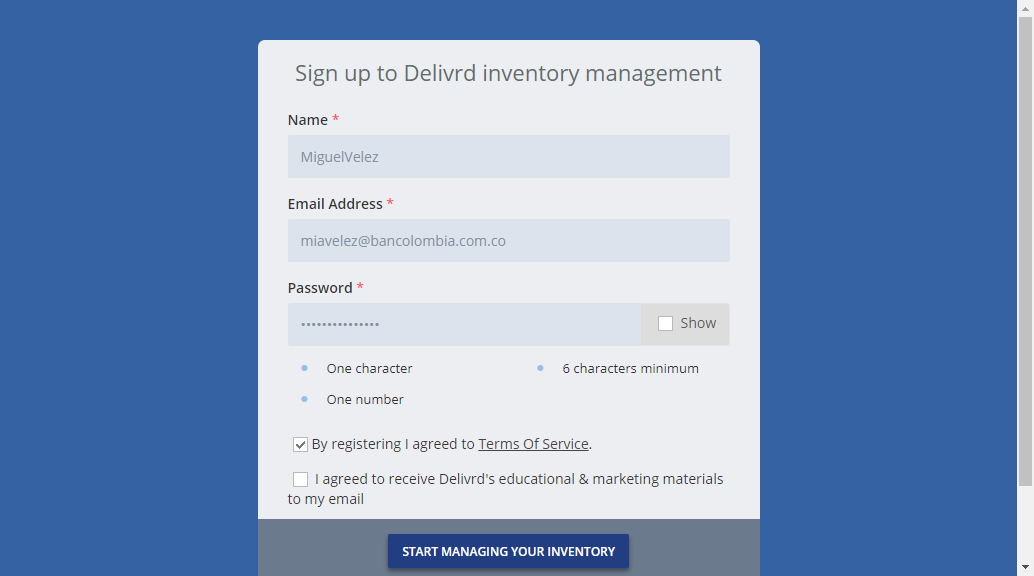 Sign up to Delivrd inventory management
Name *
MiguelVelez
Email Address *
miavelez@bancolombia.com.co
Password *
•••••••••••••••
Show
One character
6 characters minimum
One number
By registering I agreed to Terms Of Service.
I agreed to receive Delivrd's educational & marketing materials
to my email
START MANAGING YOUR INVENTORY